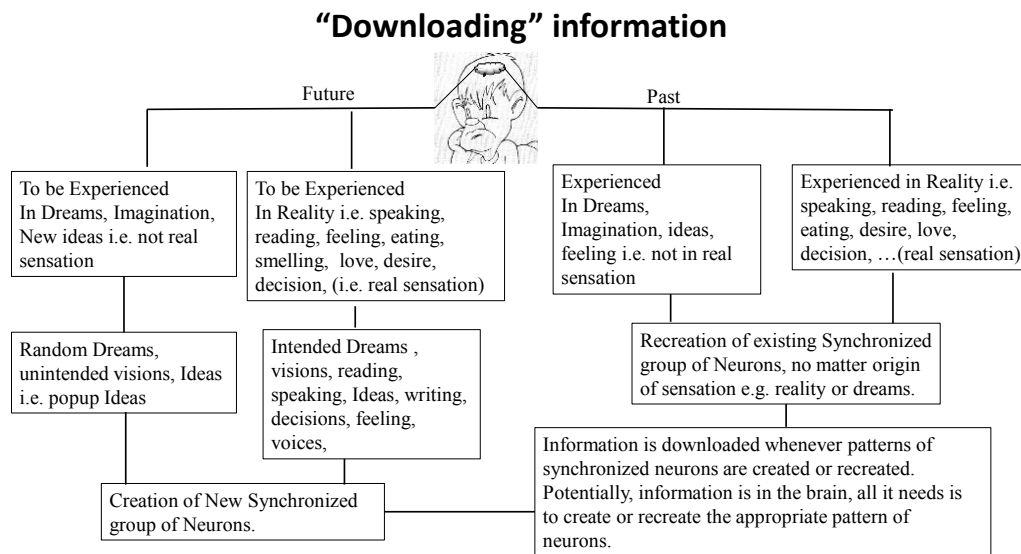 “Downloading” information
Future
Past
To be Experienced
In Dreams, Imagination,
New ideas i.e. not real
sensation
To be Experienced
In Reality i.e. speaking,
reading, feeling, eating,
smelling, love, desire,
decision, (i.e. real sensation)
Experienced
In Dreams,
Imagination, ideas,
feeling i.e. not in real
sensation
Experienced in Reality i.e.
speaking, reading, feeling,
eating, desire, love,
decision, …(real sensation)
Random Dreams,
unintended visions, Ideas
i.e. popup Ideas
Intended Dreams ,
visions, reading,
speaking, Ideas, writing,
decisions, feeling,
voices,
Recreation of existing Synchronized
group of Neurons, no matter origin
of sensation e.g. reality or dreams.
Creation of New Synchronized
group of Neurons.
Information is downloaded whenever patterns of
synchronized neurons are created or recreated.
Potentially, information is in the brain, all it needs is
to create or recreate the appropriate pattern of
neurons.